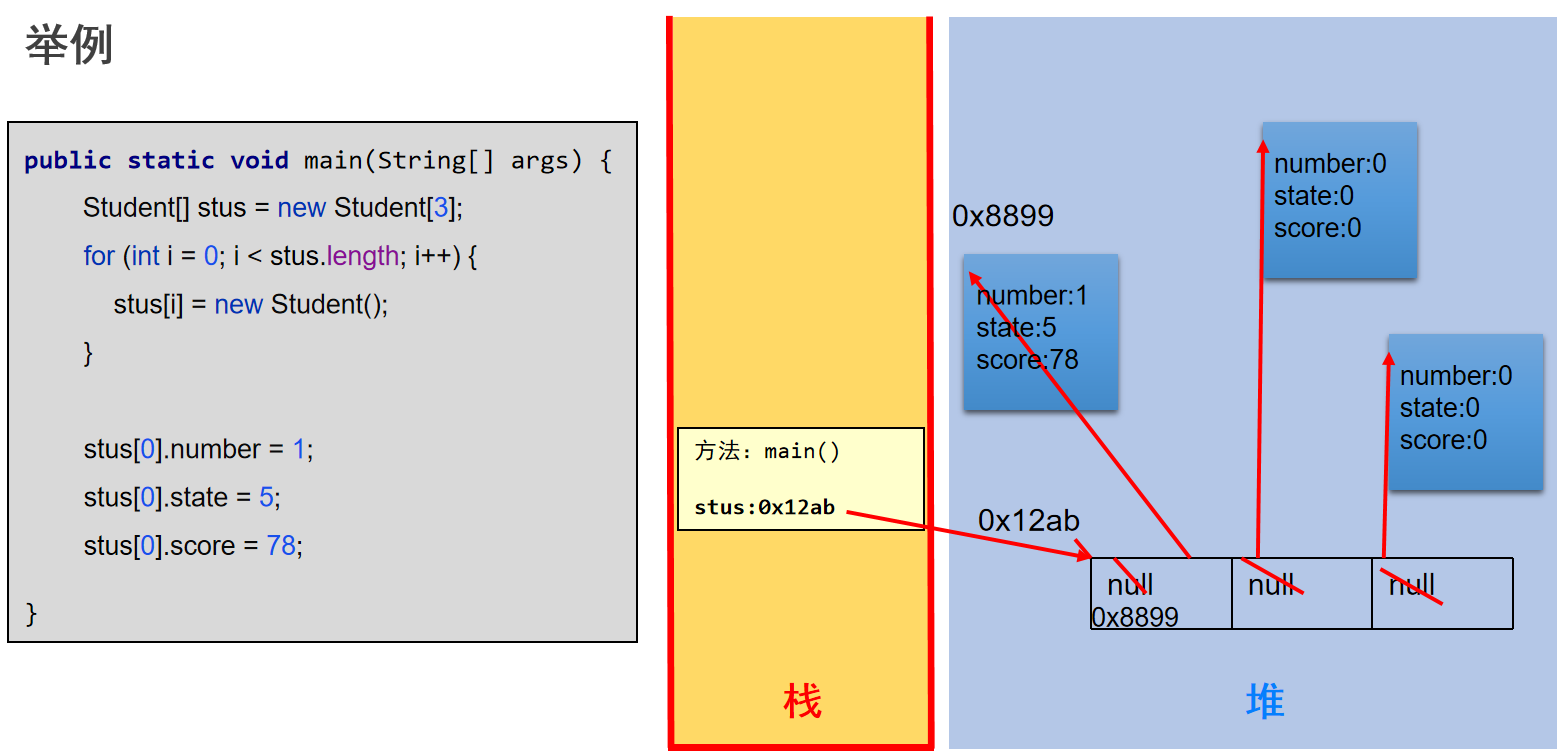 举例
public static void main(String[] args) {
Student[] stus = new Student[3];
for (int i = 0; i < stus.length; i++) {
stus[i] = new Student();
}
stus[0].number = 1;
stus[0].state = 5;
stus[0].score = 78;
}
方法：main()
stus:0x12ab
栈
0x8899
number:1
state:5
score:78
number:0
state:0
score:0
number:0
state:0
score:0
0x12ab
null
0x8899
null
null
堆